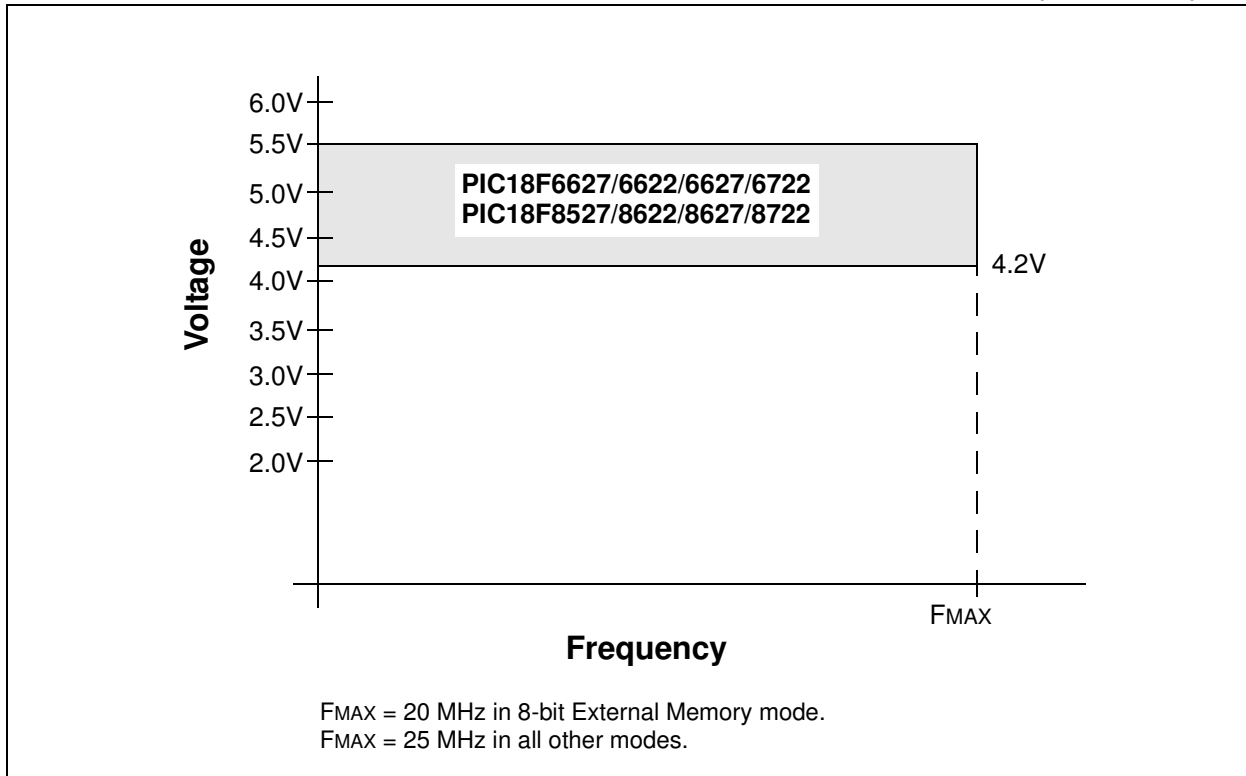 6.0V
5.5V
5.0V
4.5V
4.0V
3.5V
3.0V
2.5V
2.0V
Voltage
PIC18F6627/6622/6627/6722
PIC18F8527/8622/8627/8722
4.2V
FMAX
Frequency
FMAX = 20 MHz in 8-bit External Memory mode.
FMAX = 25 MHz in all other modes.